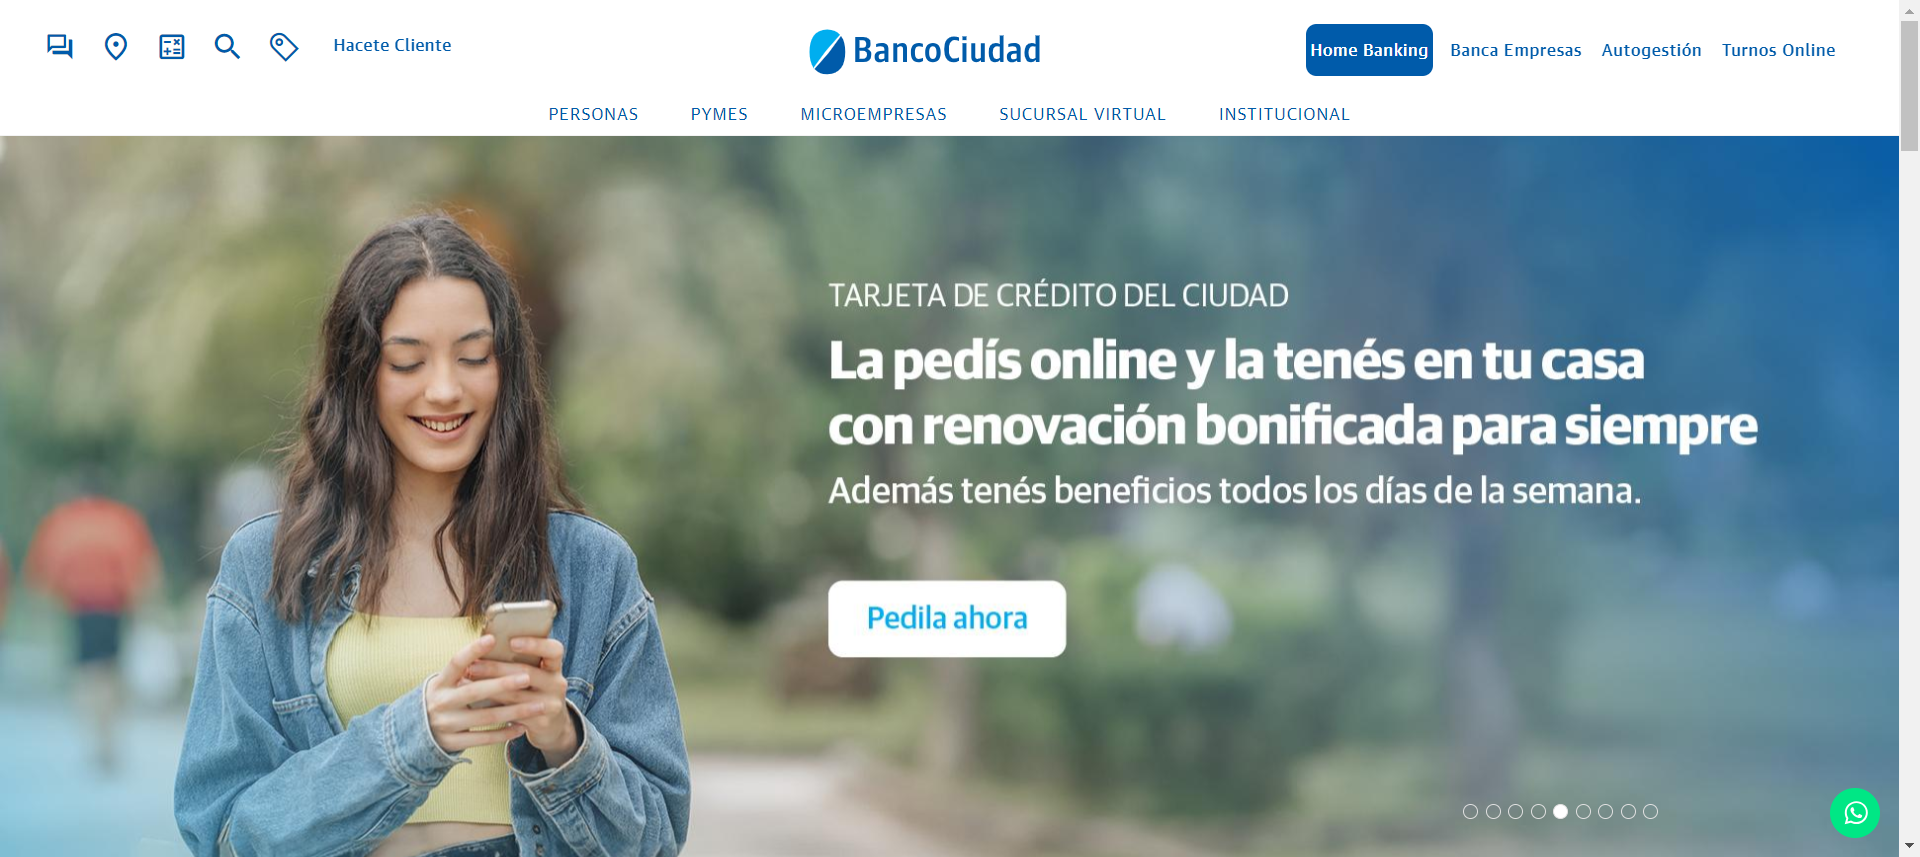 Hacete Cliente
BancoCiudad
Home Banking
Banca Empresas
Autogestión
Turnos Online
PERSONAS
PYMES
MICROEMPRESAS
SUCURSAL VIRTUAL
INSTITUCIONAL
TARJETA DE CRÉDITO DEL CIUDAD
La pedís online y la tenés en tu casa
con renovación bonificada para siempre
Además tenés beneficios todos los días de la semana.
Pedila ahora